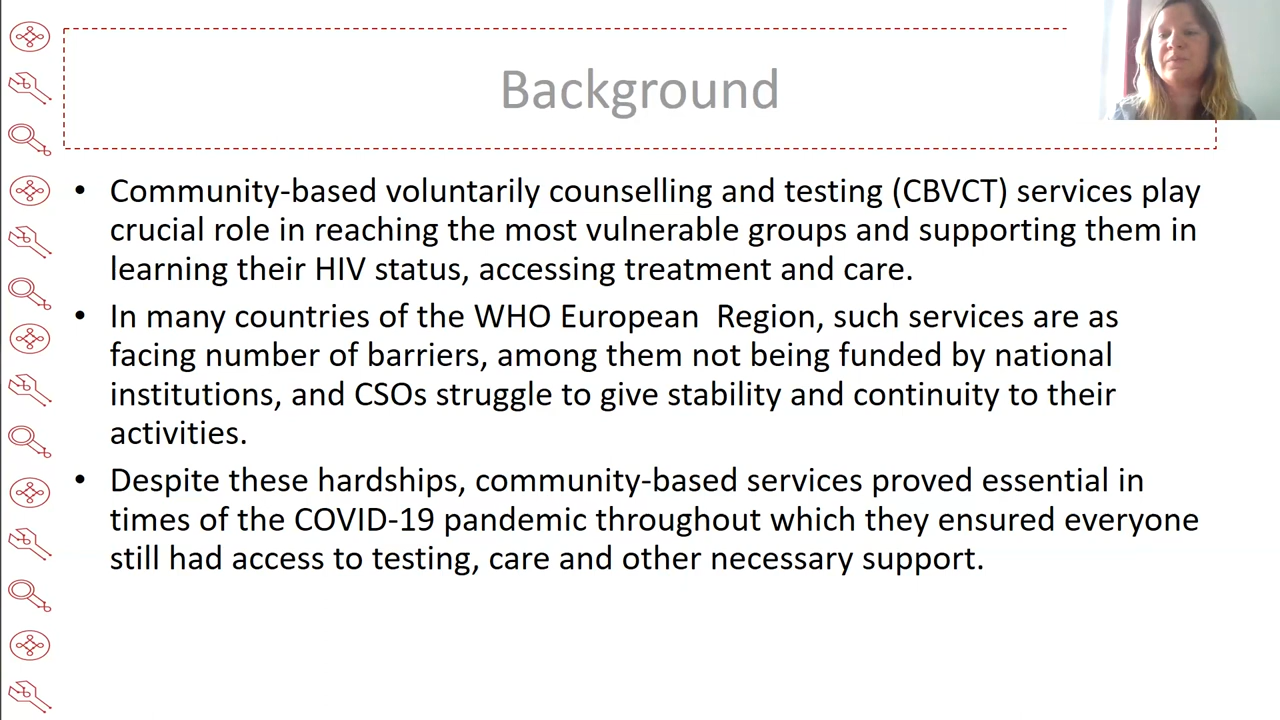 Background
• Community-based voluntarily counselling and testing (CBVCT) services play
crucial role in reaching the most vulnerable groups and supporting them in
learning their HIV status, accessing treatment and care.
• In many countries of the WHO European  Region, such services are as
facing number of barriers, among them not being funded by national
institutions, and CSOs struggle to give stability and continuity to their
activities.
• Despite these hardships, community-based services proved essential in
times of the COVID-19 pandemic throughout which they ensured everyone
still had access to testing, care and other necessary support.